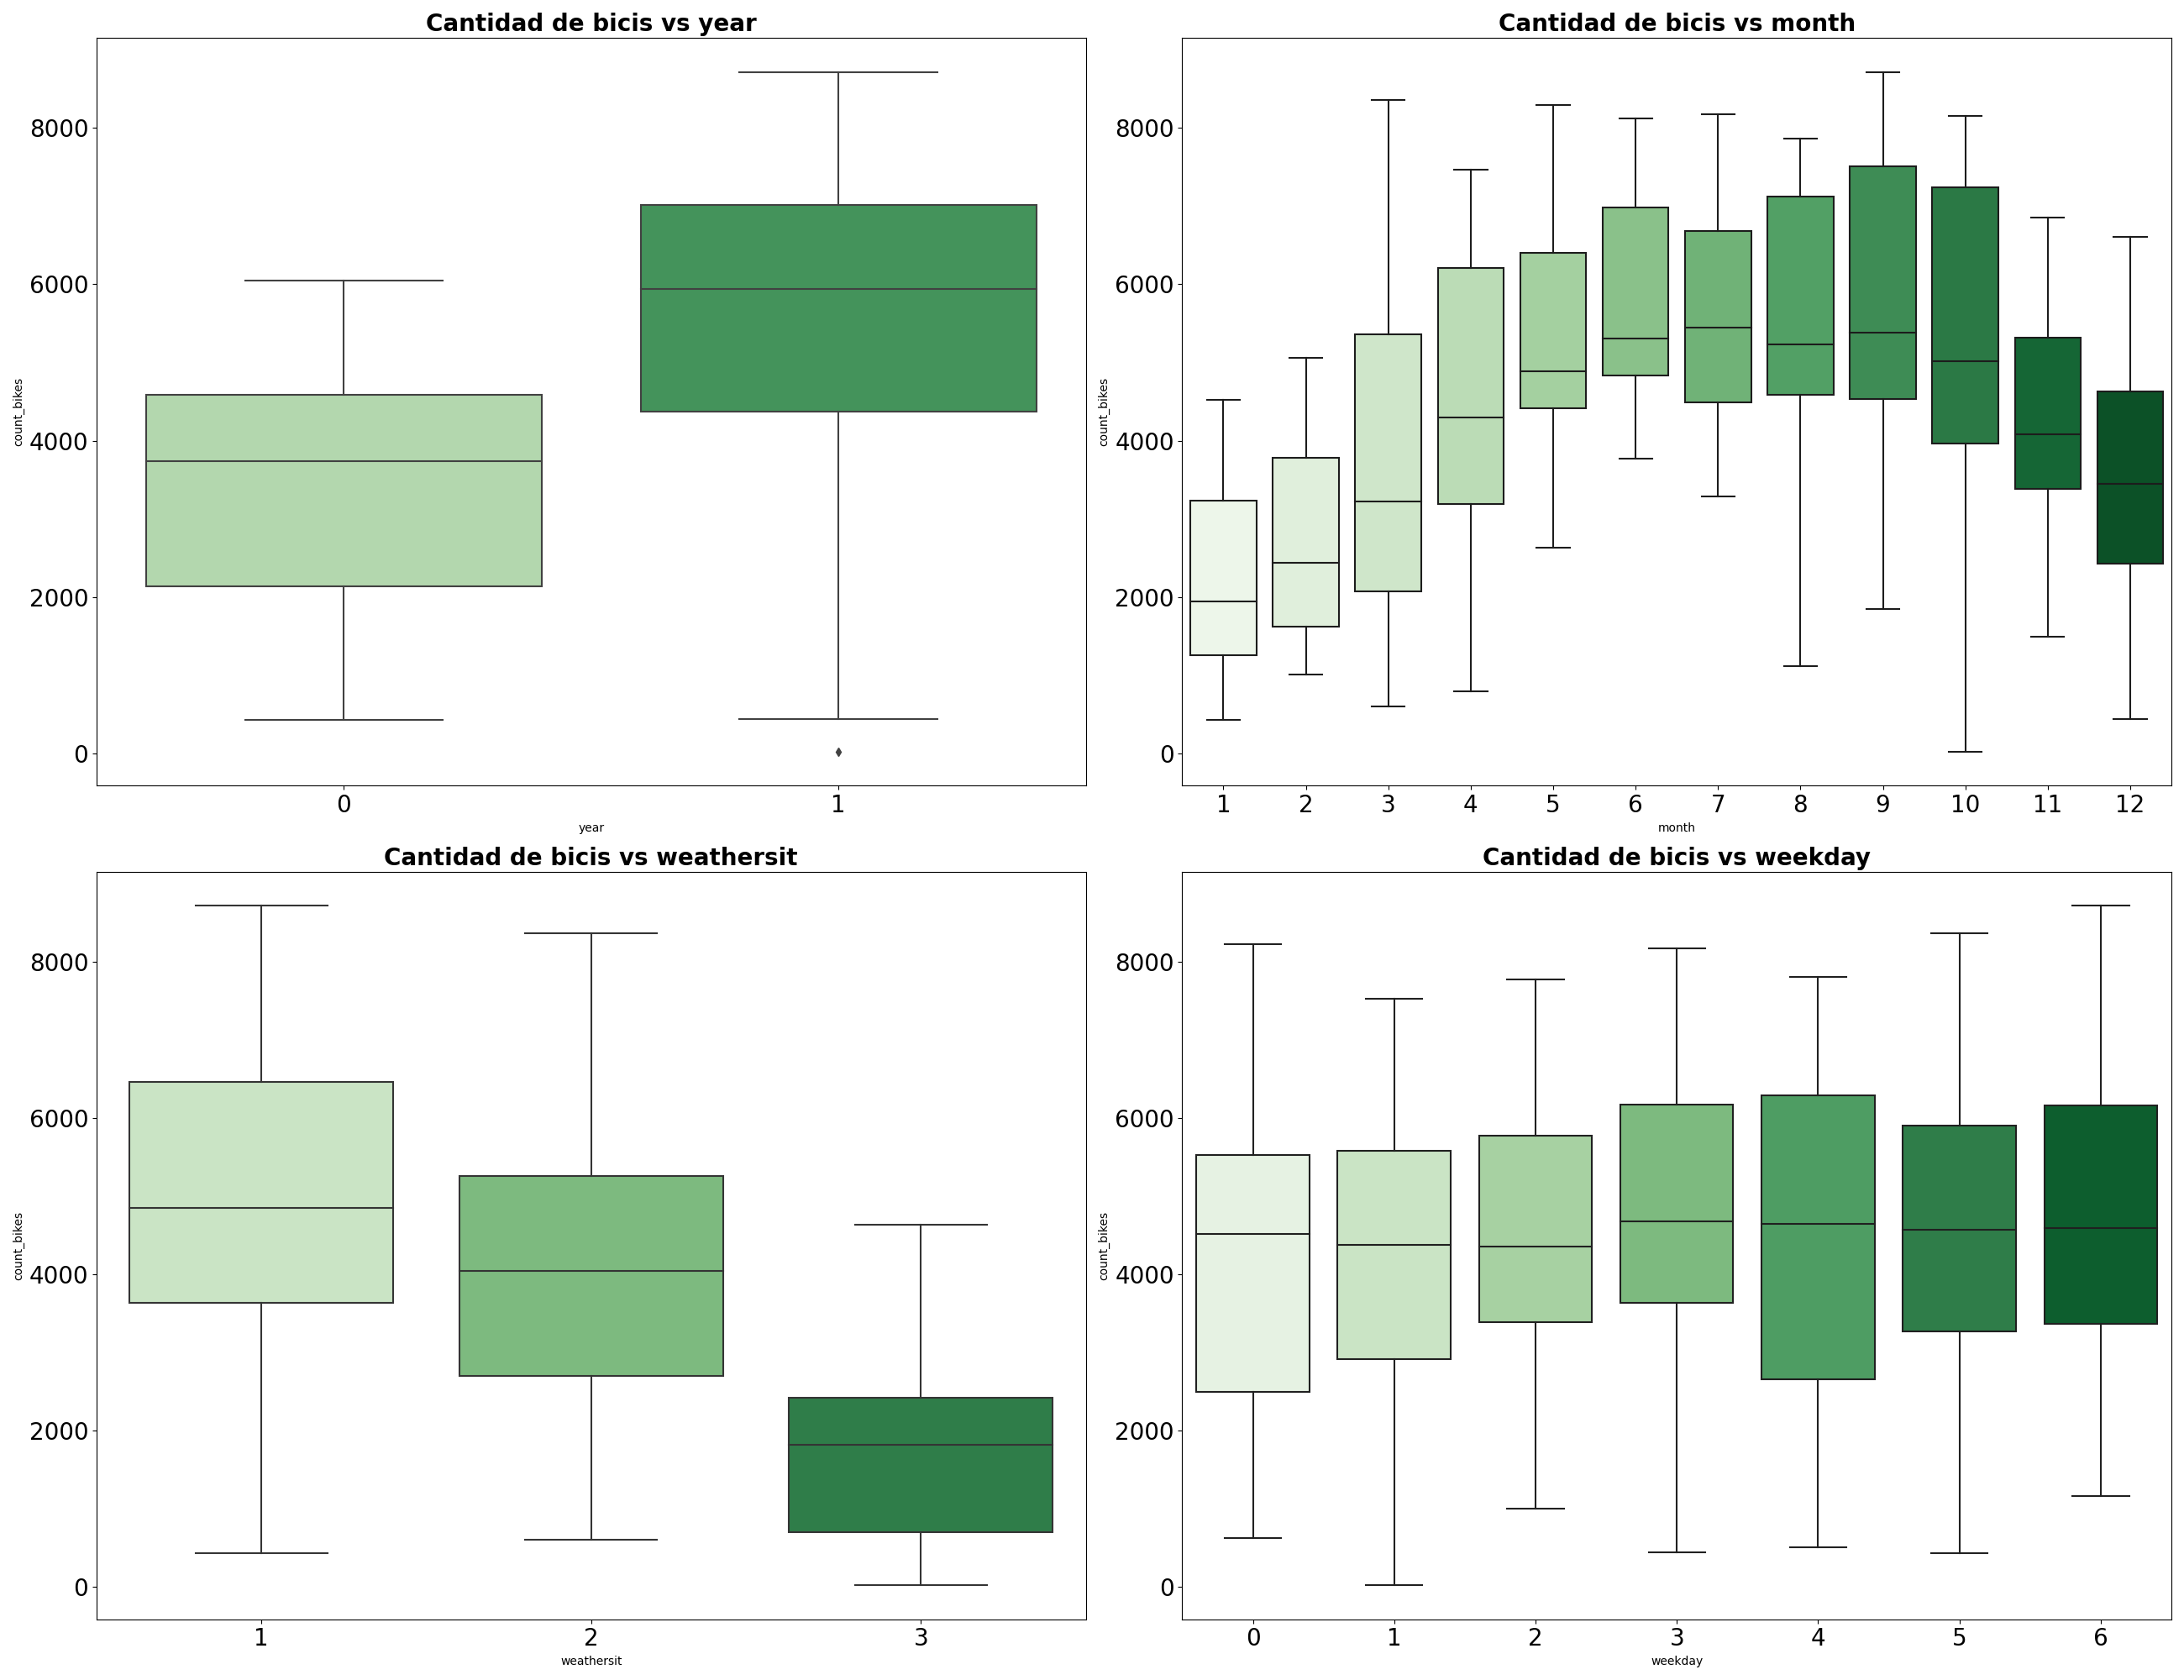 Cantidad de bicis vs year
count_bikes
8000
6000
4000
2000
0
0 1
year
Cantidad de bicis vs month
count_bikes
8000
6000
4000
2000
0
1 2 3 4 5 6 7 8 9 10 11 12
month
Cantidad de bicis vs weathersit
count_bikes
8000
6000
4000
2000
0
1 2 3
weathersit
Cantidad de bicis vs weekday
count_bikes
8000
6000
4000
2000
0
0 1 2 3 4 5 6
weekday